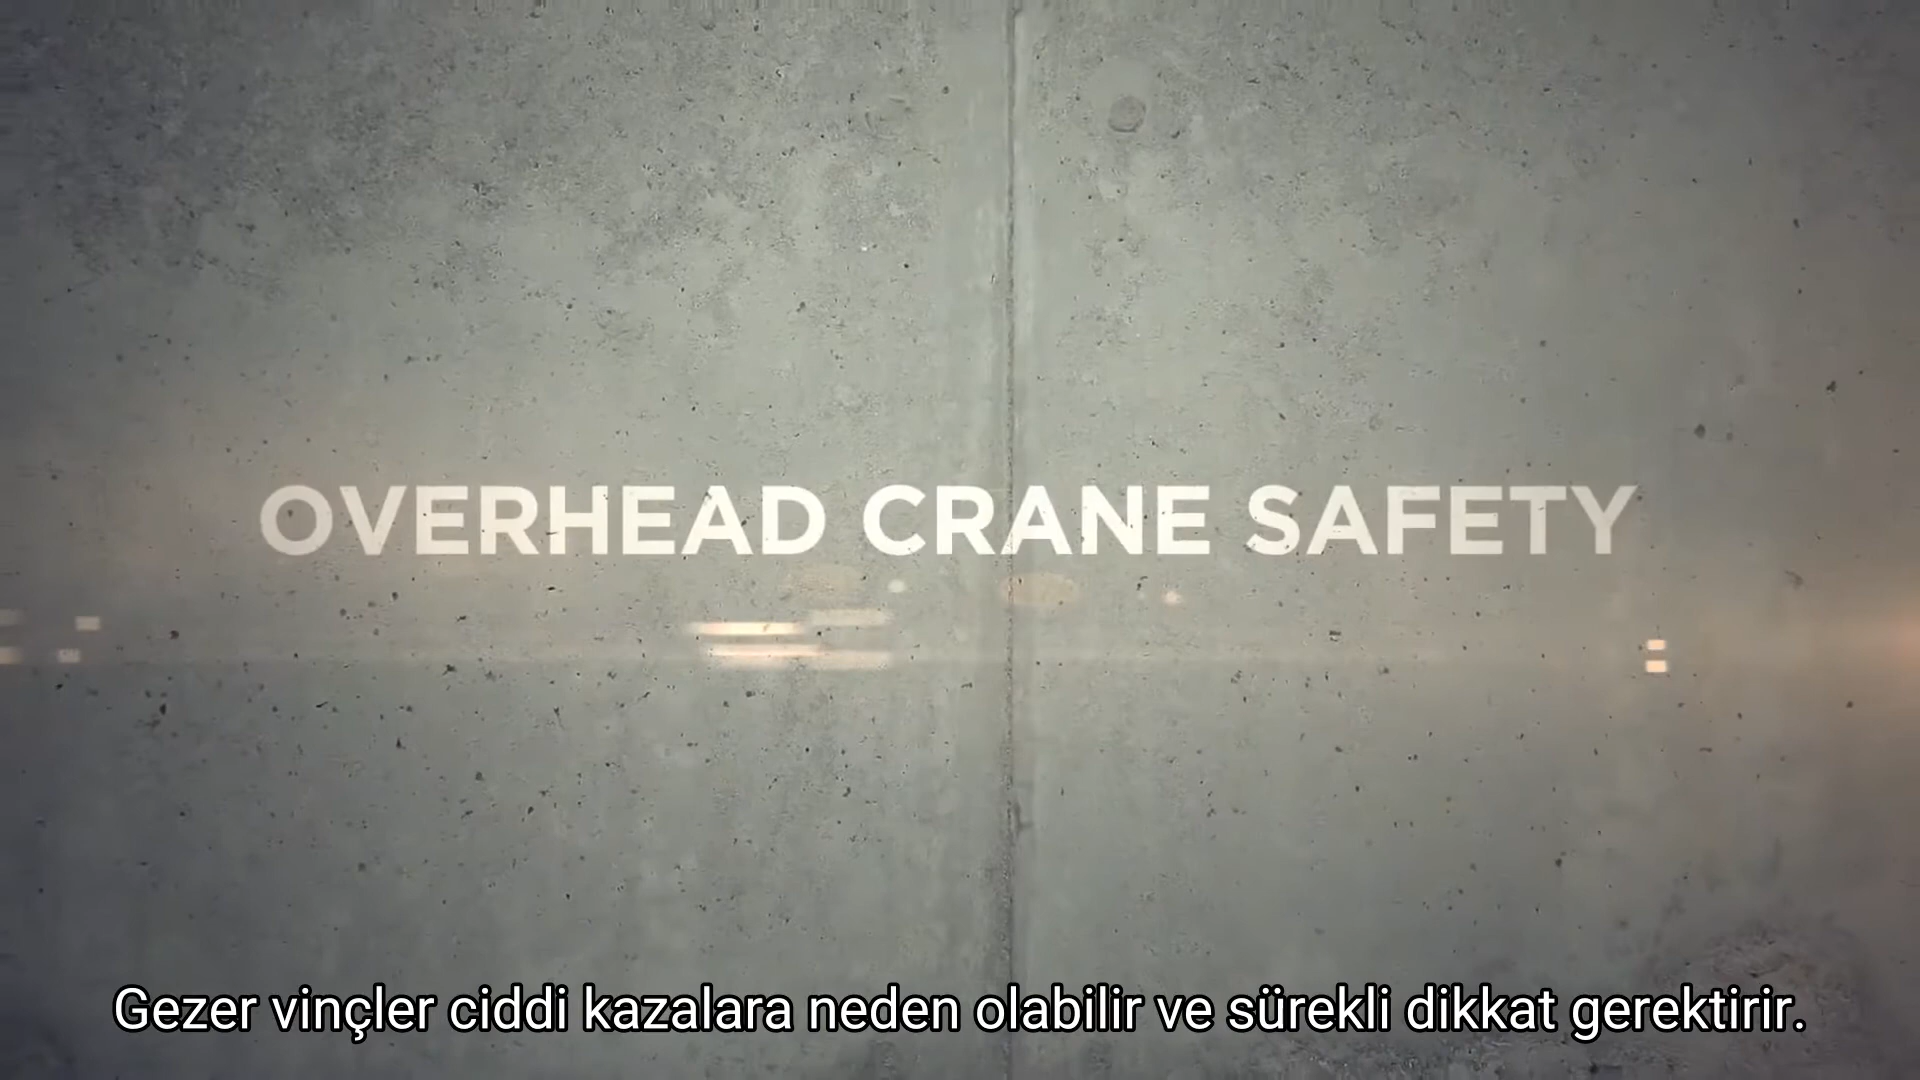 OVERHEAD CRANE SAFETY
Gezer vinçler ciddi kazalara neden olabilir ve sürekli dikkat gerektirir.